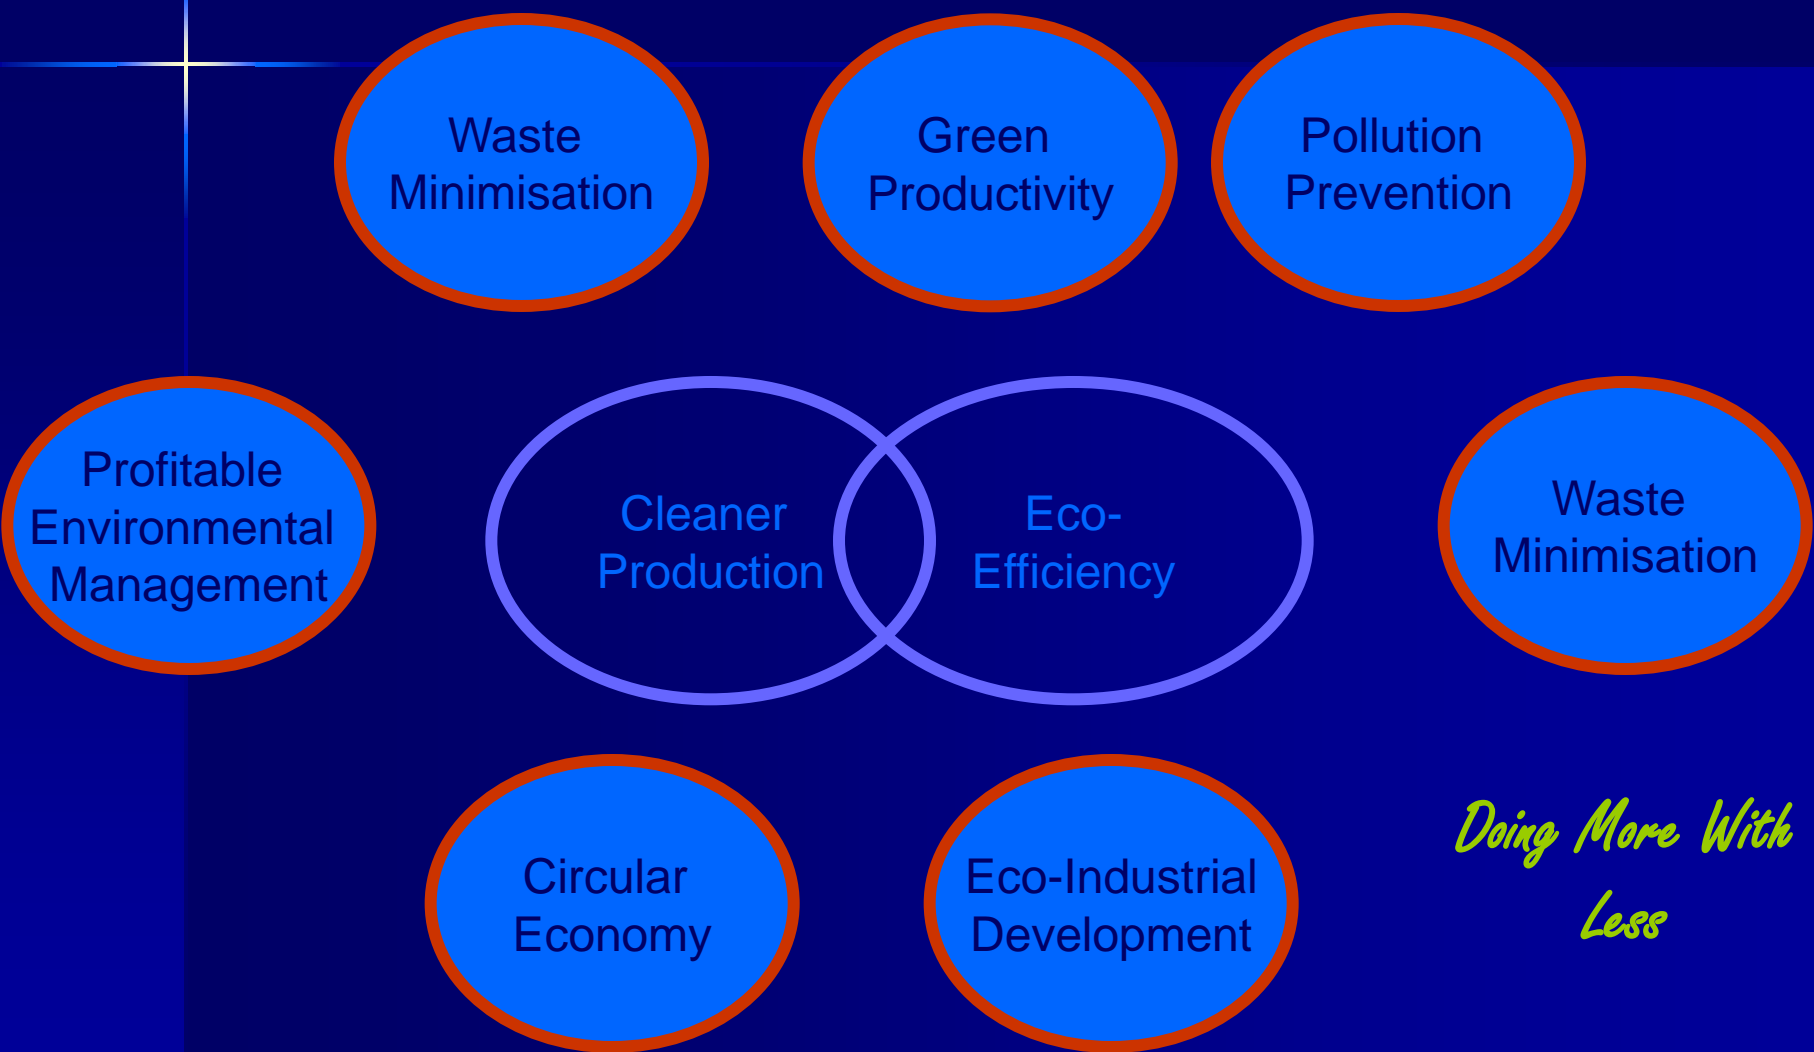 Waste
Minimisation
Green
Productivity
Pollution
Prevention
Profitable
Environmental
Management
Cleaner
Production
Eco-
Efficiency
Waste
Minimisation
Circular
Economy
Eco-Industrial
Development
Doing More With
Less